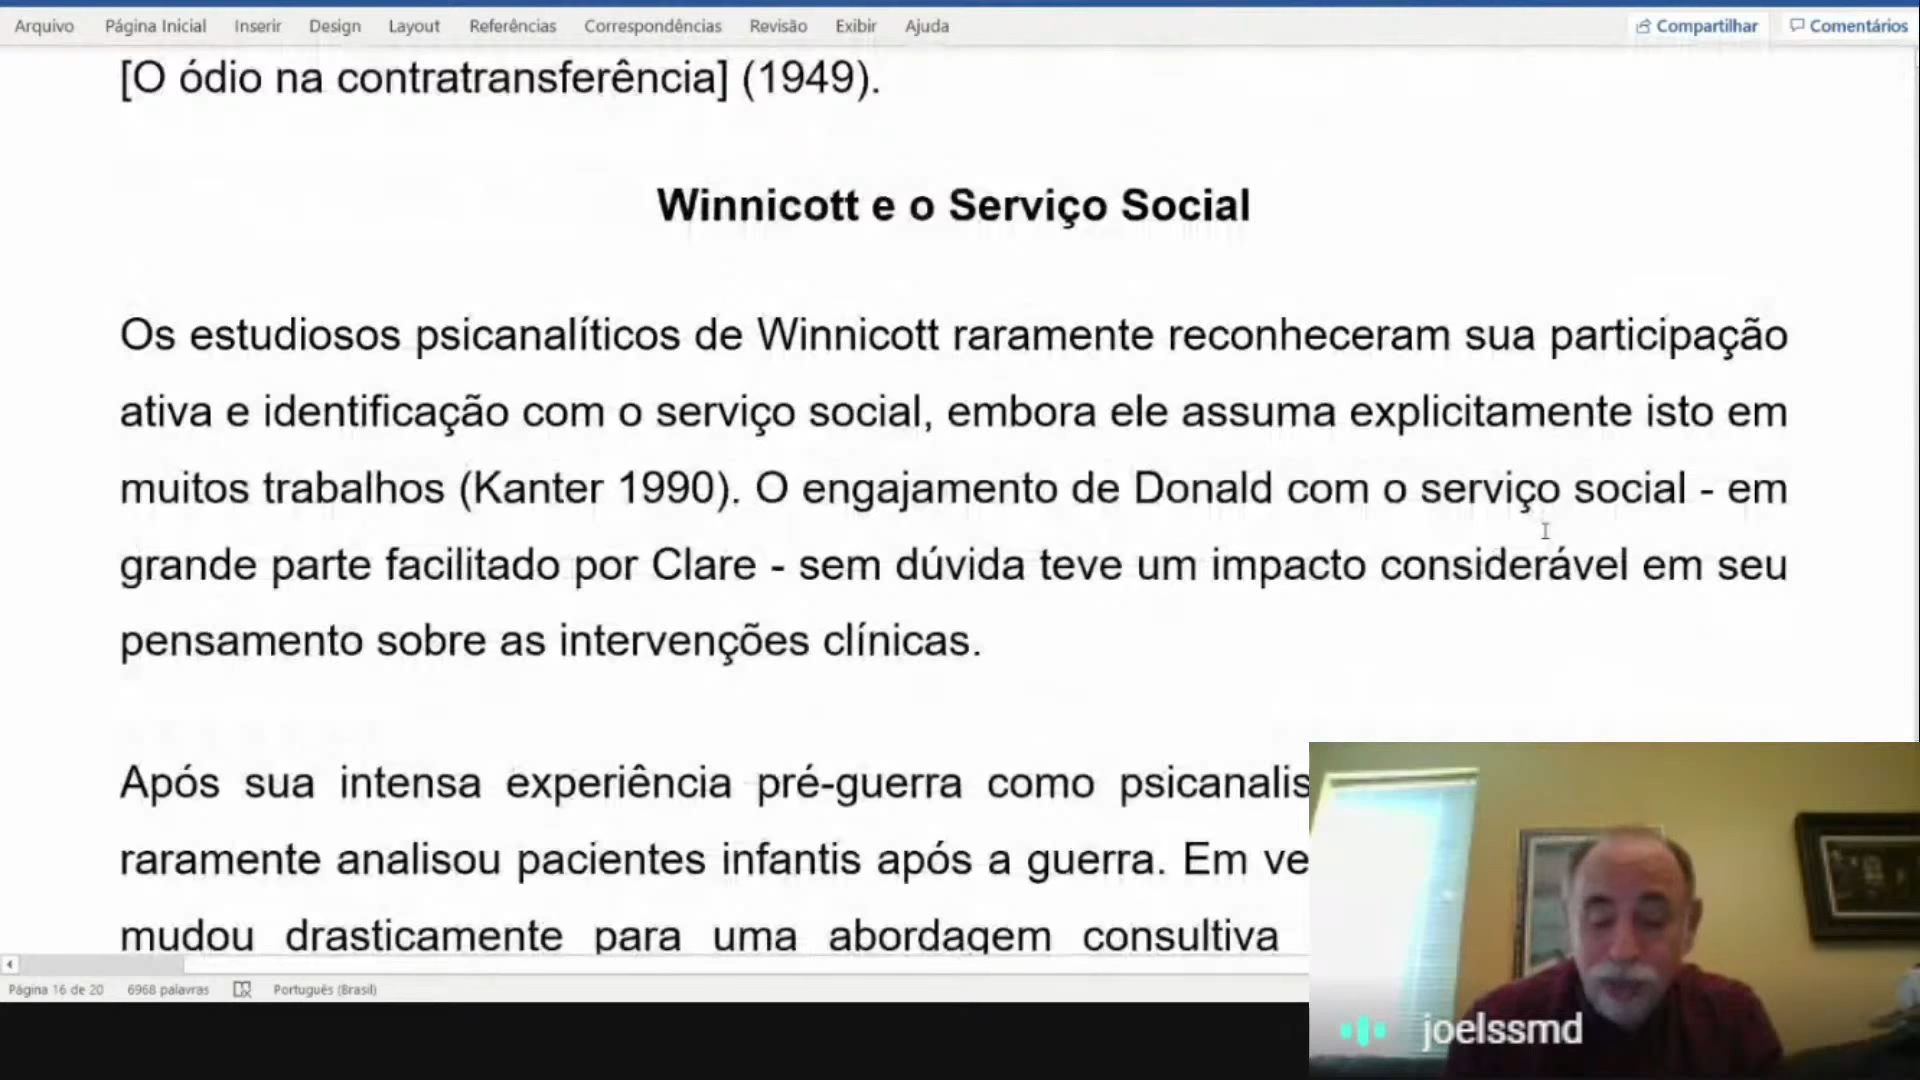 Arquivo Página Inicial Inserir Design Layout Referências Correspondências Revisão Exibir Ajuda Compartilhar Comentários
[O ódio na contratransferência] (1949).
Winnicott e o Serviço Social
Os estudiosos psicanalíticos de Winnicott raramente reconheceram sua participação
ativa e identificação com o serviço social, embora ele assuma explicitamente isto em
muitos trabalhos (Kanter 1990). O engajamento de Donald com o serviço social - em
grande parte facilitado por Clare - sem dúvida teve um impacto considerável em seu
pensamento sobre as intervenções clínicas.
Após sua intensa experiência pré-guerra como psicanalis
raramente analisou pacientes infantis após a guerra. Em ve
mudou drasticamente para uma abordagem consultiva
Página 16 de 20 6968 palavras Português (Brasil)
joelssmd